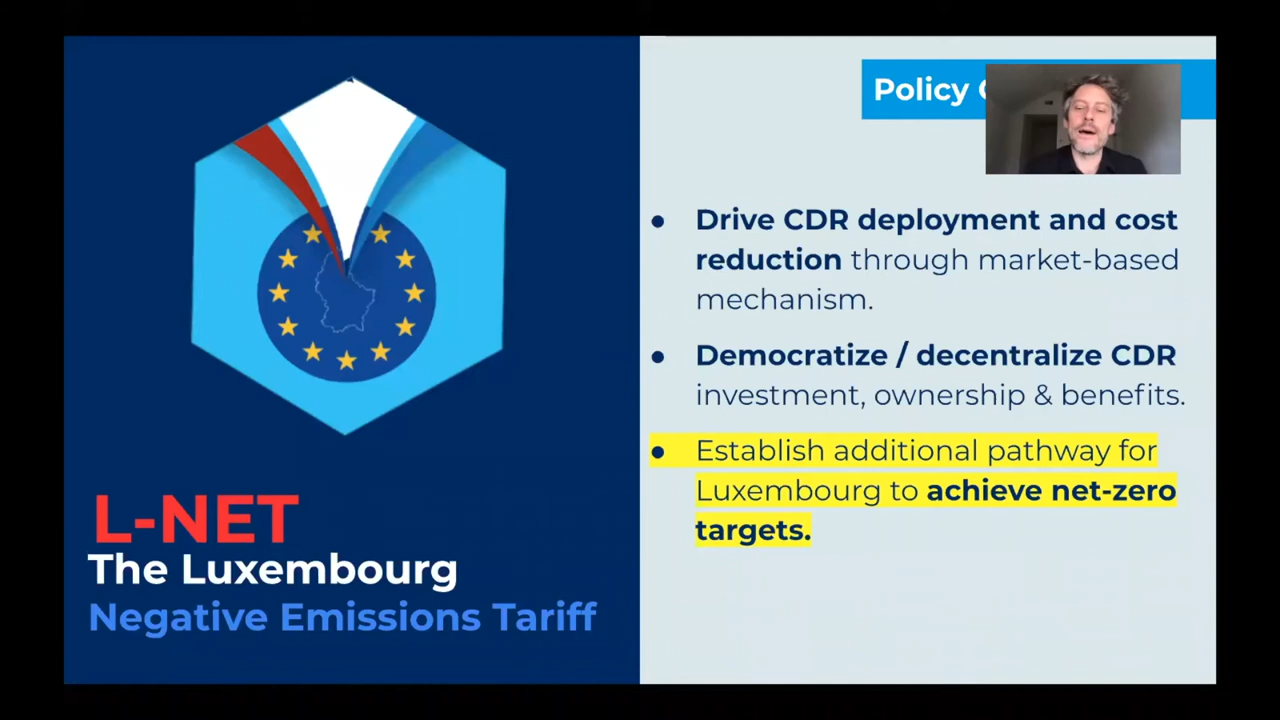 L-NET
The Luxembourg
Negative Emissions Tariff
Policy
● Drive CDR deployment and cost
reduction through market-based
mechanism.
● Democratize / decentralize CDR
investment, ownership & benefits.
● Establish additional pathway for
Luxembourg to achieve net-zero
targets.